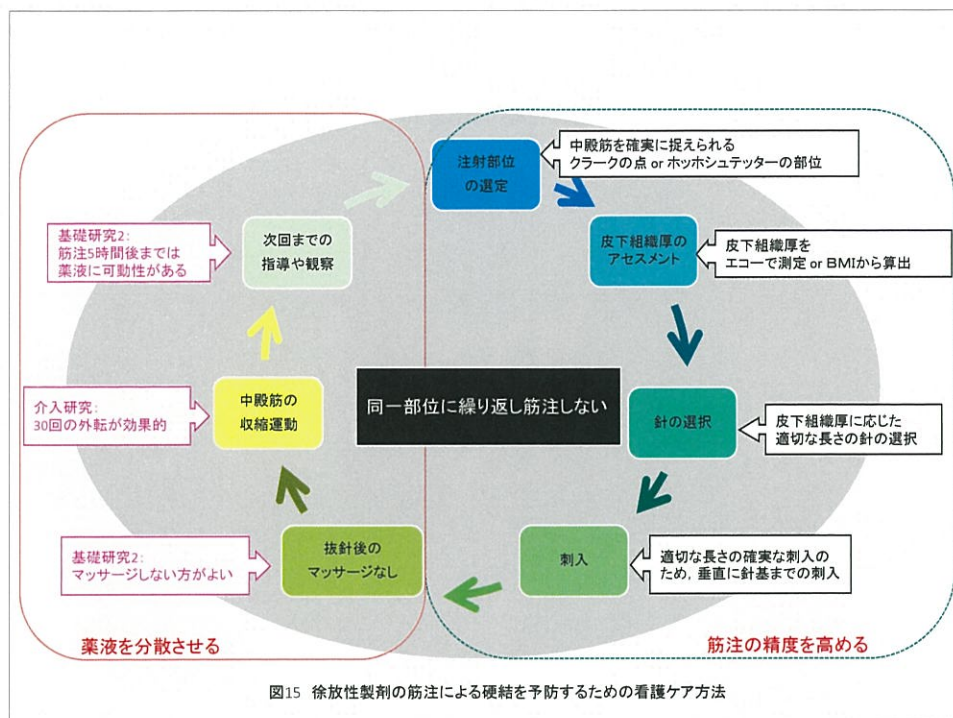 注射部位
の選定
中殿筋を確実に捉えられる
クラークの点 or ホッホシュテッターの部位
皮下組織厚の
アセスメント
皮下組織厚を
エコーで測定 or BMIから算出
針の選択
皮下組織厚に応じた
適切な長さの針の選択
刺入
適切な長さの確実な刺入の
ため，垂直に針基までの刺入
筋注の精度を高める
同一部位に繰り返し筋注しない
抜針後の
マッサージなし
基礎研究2：
マッサージしない方がよい
中殿筋の
収縮運動
介入研究：
30回の外転が効果的
次回までの
指導や観察
基礎研究2：
筋注5時間後までは
薬液に可動性がある
薬液を分散させる
図15 徐放性製剤の筋注による硬結を予防するための看護ケア方法